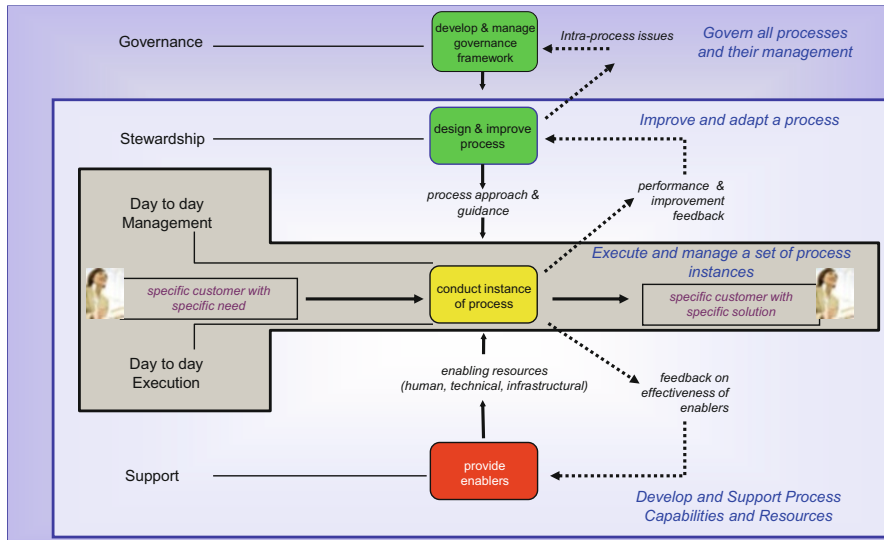 Governance
develop & manage
governance
framework
Intra-process issues
Govern all processes
and their management
Stewardship
design & improve
process
Improve and adapt a process
process approach &
guidance
performance &
improvement
feedback
Day to day
Management
Execute and manage a set of process
instances
specific customer with
specific need
conduct instance
of process
specific customer with
specific solution
Day to day
Execution
enabling resources
(human, technical, infrastructural)
feedback on
effectiveness of
enablers
Support
provide
enablers
Develop and Support Process
Capabilities and Resources